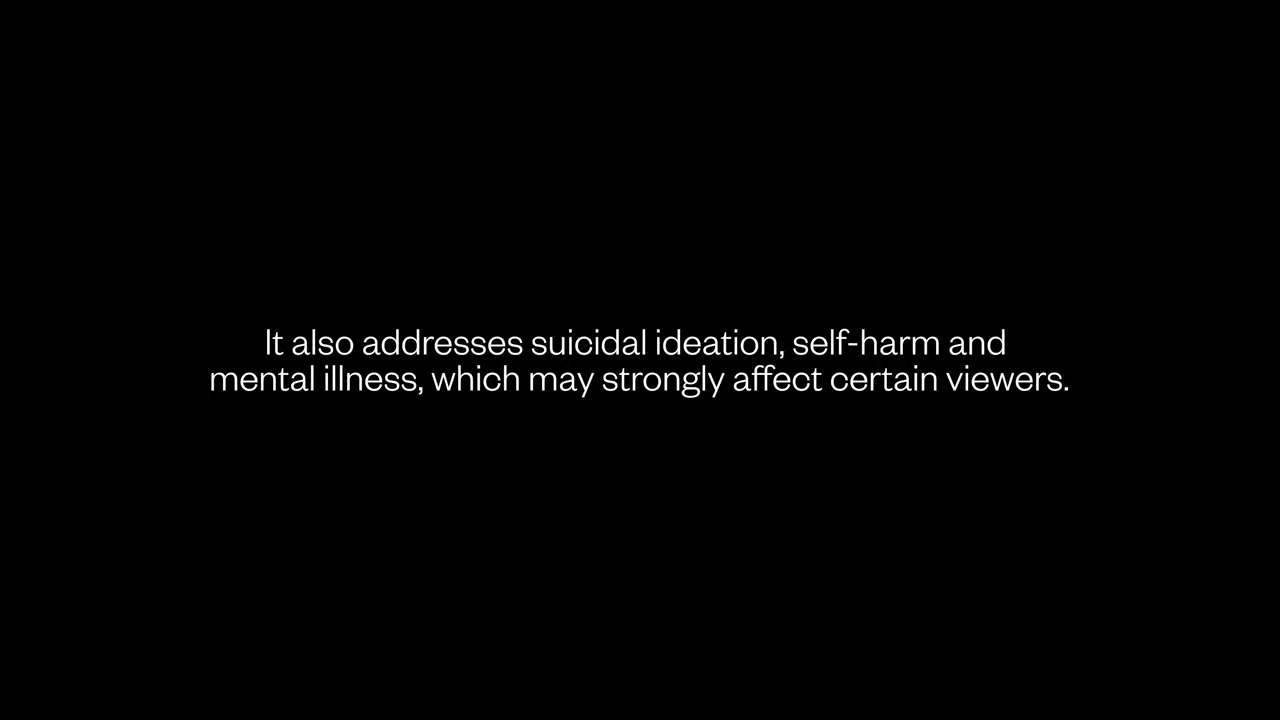 It also addresses suicidal ideation, self-harm and
mental illness, which may strongly affect certain viewers.